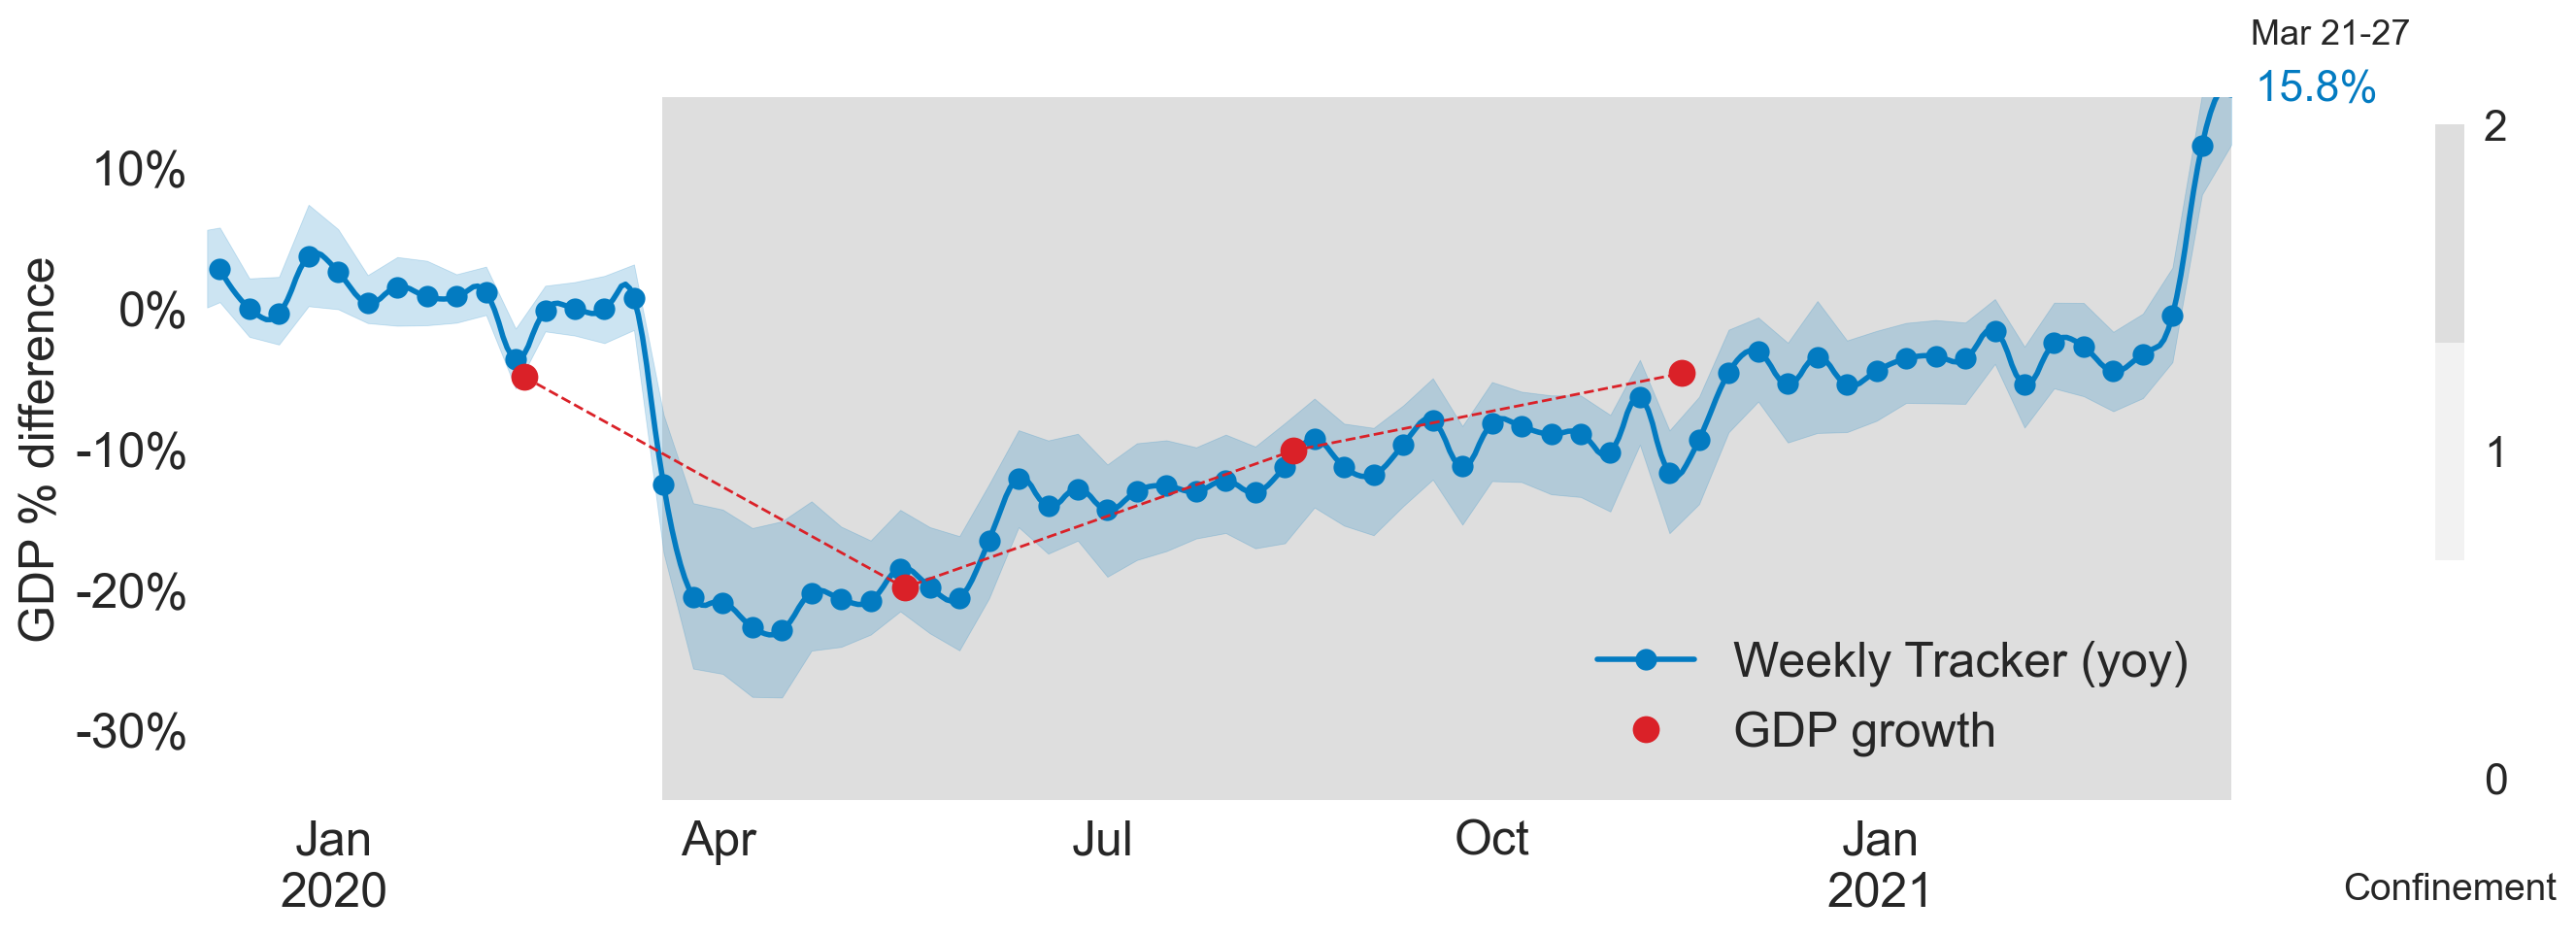 Mar 21-27
15.8%
GDP % difference
10%
0%
-10%
-20%
-30%
Weekly Tracker (yoy)
GDP growth
Jan
2020
Apr
Jul
Oct
Jan
2021
2
1
0
Confinement